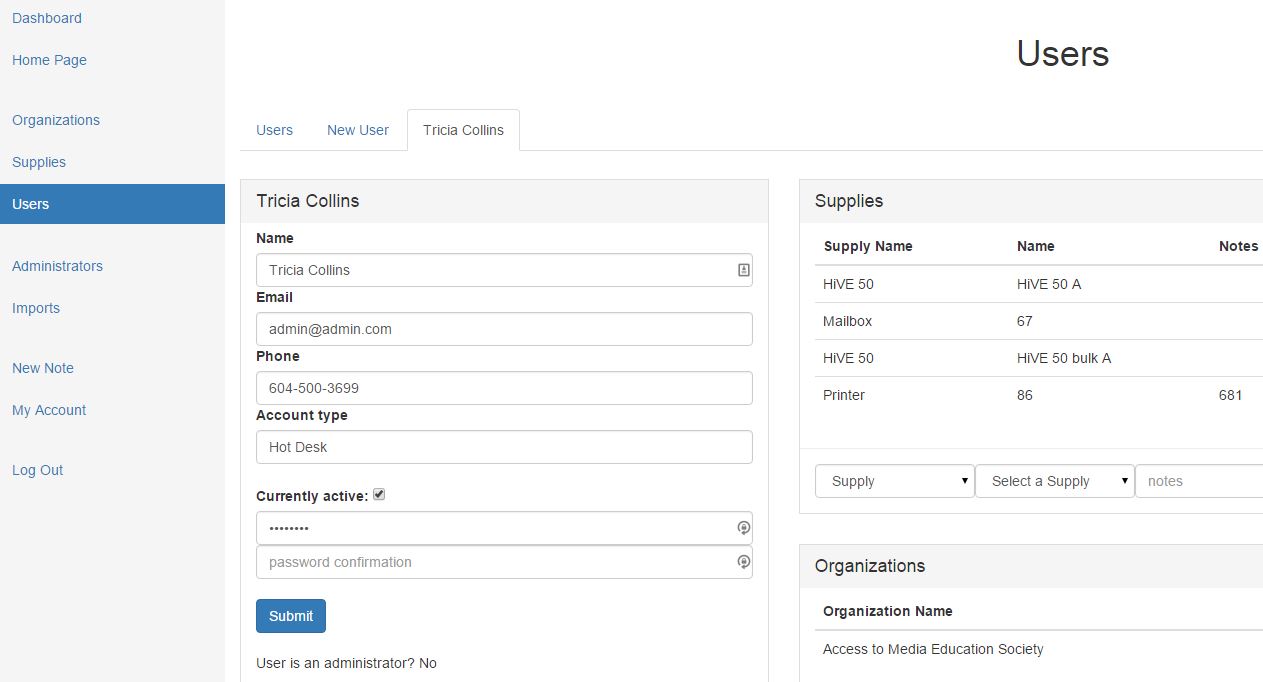 Dashboard
Home Page
Organizations
Supplies
Users
Administrators
Imports
New Note
My Account
Log Out
Users
Users New User Tricia Collins
Tricia Collins
Name
Tricia Collins
Email
admin@admin.com
Phone
604-500-3699
Account type
Hot Desk
Currently active:
••••••••
password confirmation
Submit
User is an administrator? No
Supplies
Supply Name Name Notes
HiVE 50 HiVE 50 A
Mailbox 67
HiVE 50 HiVE 50 bulk A
Printer 86 681
Supply Select a Supply notes
Organizations
Organization Name
Access to Media Education Society